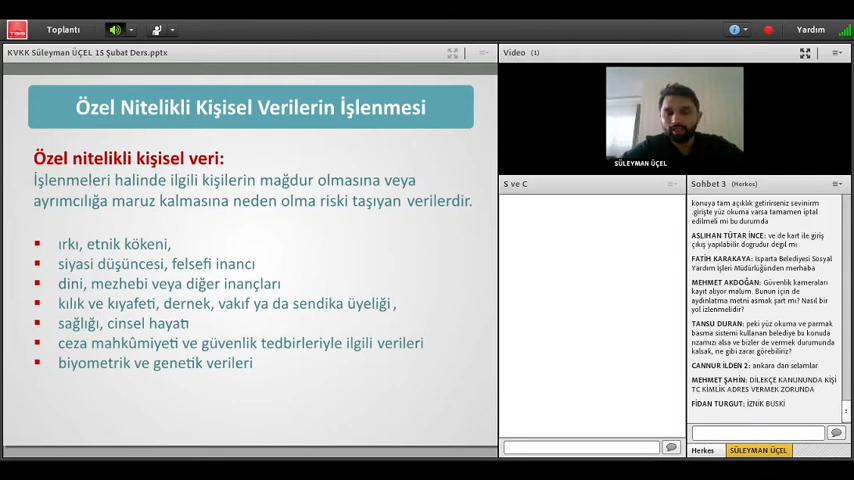 Toplantı
Yardım
KVKK Süleyman ÜÇEL 15 Şubat Ders.pptx
Özel Nitelikli Kişisel Verilerin İşlenmesi
Özel nitelikli kişisel veri:
İşlenmeleri halinde ilgili kişilerin mağdur olmasına veya
ayrımcılığa maruz kalmasına neden olma riski taşıyan verilerdir.
ırkı, etnik kökeni,
siyasi düşüncesi, felsefi inancı
dini, mezhebi veya diğer inançları
kılık ve kıyafeti, dernek, vakıf ya da sendika üyeliği,
sağlığı, cinsel hayatı
ceza mahkûmiyeti ve güvenlik tedbirleriyle ilgili verileri
biyometrik ve genetik verileri
Video (1)
SÜLEYMAN ÜÇEL
S ve C
Sohbet 3 (Herkes)
konuya tam açıklık getirirseniz sevinirm
.girişte yüz okuma varsa tamamen iptal
edilmeli mi bu durumda
ASLIHAN TÜTAR İNCE: ve de kart ile giriş
çıkış yapılabilir dogrudur degıl mı
FATİH KARAKAYA: Isparta Belediyesi Sosyal
Yardım İşleri Müdürlüğünden merhaba
MEHMET AKDOĞAN: Güvenlik kameraları
kayıt alıyor malum. Bunun için de
aydınlatma metni asmak şart mı? Nasıl bir
yol izlenmelidir?
TANSU DURAN: peki yüz okuma ve parmak
basma sistemi kullanan belediye bu konuda
rızamızı alsa ve bizler de vermek durumunda
kalsak, ne gibi zarar görebiliriz?
CANNUR İLDEN 2: ankara dan selamlar
MEHMET ŞAHİN: DİLEKÇE KANUNUNDA KİŞİ
TC KİMLİK ADRES VERMEK ZORUNDA
FİDAN TURGUT: İZNİK BUSKİ
Herkes
SÜLEYMAN ÜÇEL